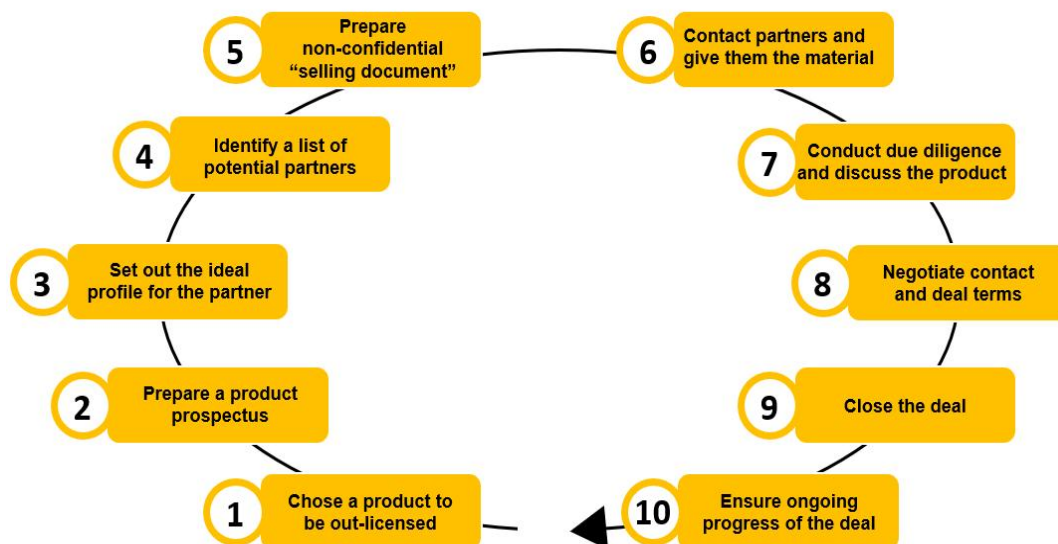 1
Chose a product to
be out-licensed
2
Prepare a product
prospectus
3
Set out the ideal
profile for the partner
4
Identify a list of
potential partners
5
Prepare
non-confidential
“selling document”
6
Contact partners and
give them the material
7
Conduct due diligence
and discuss the product
8
Negotiate contact
and deal terms
9
Close the deal
10
Ensure ongoing
progress of the deal